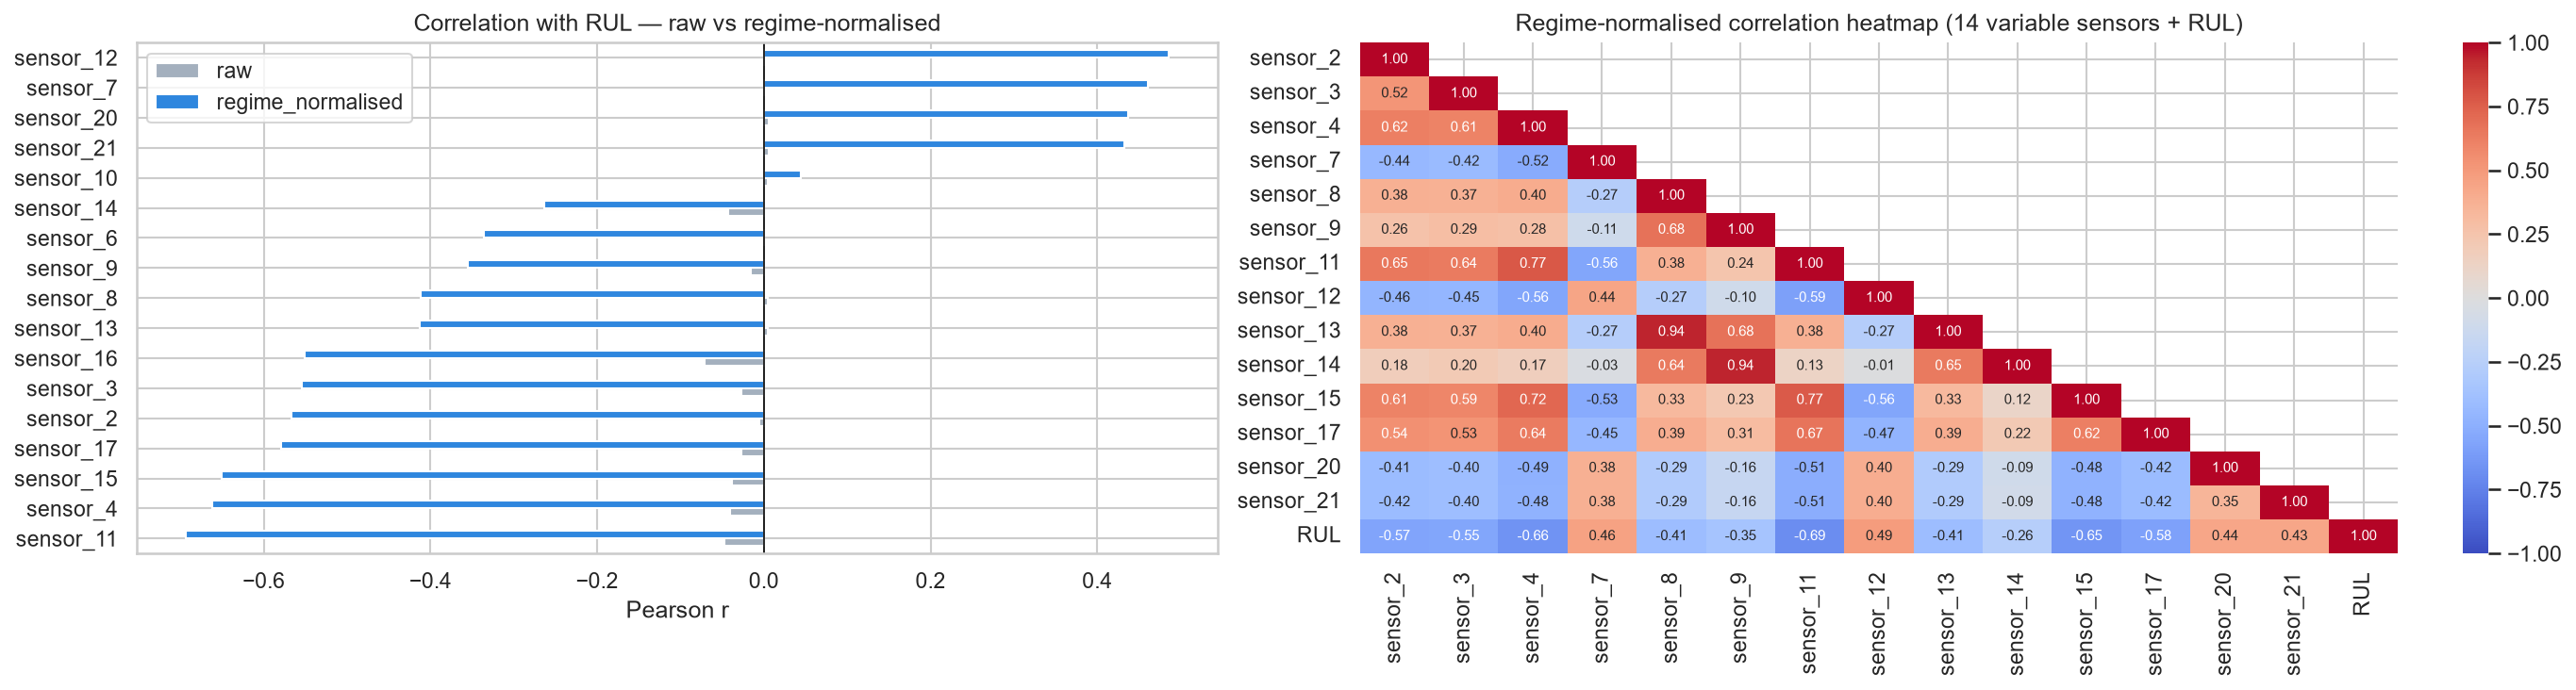 Correlation with RUL — raw vs regime-normalised
raw
regime_normalised
sensor_12
sensor_7
sensor_20
sensor_21
sensor_10
sensor_14
sensor_6
sensor_9
sensor_8
sensor_13
sensor_16
sensor_3
sensor_2
sensor_17
sensor_15
sensor_4
sensor_11
−0.6 −0.4 −0.2 0.0 0.2 0.4
Pearson r
Regime-normalised correlation heatmap (14 variable sensors + RUL)
sensor_2 1.00
sensor_3 0.52 1.00
sensor_4 0.62 0.61 1.00
sensor_7 -0.44 -0.42 -0.52 1.00
sensor_8 0.38 0.37 0.40 -0.27 1.00
sensor_9 0.26 0.29 0.28 -0.11 0.68 1.00
sensor_11 0.65 0.64 0.77 -0.56 0.38 0.24 1.00
sensor_12 -0.46 -0.45 -0.56 0.44 -0.27 -0.10 -0.59 1.00
sensor_13 0.38 0.37 0.40 -0.27 0.94 0.68 0.38 -0.27 1.00
sensor_14 0.18 0.20 0.17 -0.03 0.64 0.94 0.13 -0.01 0.65 1.00
sensor_15 0.61 0.59 0.72 -0.53 0.33 0.23 0.77 -0.56 0.33 0.12 1.00
sensor_17 0.54 0.53 0.64 -0.45 0.39 0.31 0.67 -0.47 0.39 0.22 0.62 1.00
sensor_20 -0.41 -0.40 -0.49 0.38 -0.29 -0.16 -0.51 0.40 -0.29 -0.09 -0.48 -0.42 1.00
sensor_21 -0.42 -0.40 -0.48 0.38 -0.29 -0.16 -0.51 0.40 -0.29 -0.09 -0.48 -0.42 0.35 1.00
RUL -0.57 -0.55 -0.66 0.46 -0.41 -0.35 -0.69 0.49 -0.41 -0.26 -0.65 -0.58 0.44 0.43 1.00
sensor_2 sensor_3 sensor_4 sensor_7 sensor_8 sensor_9 sensor_11 sensor_12 sensor_13 sensor_14 sensor_15 sensor_17 sensor_20 sensor_21 RUL
1.00
0.75
0.50
0.25
0.00
−0.25
−0.50
−0.75
−1.00